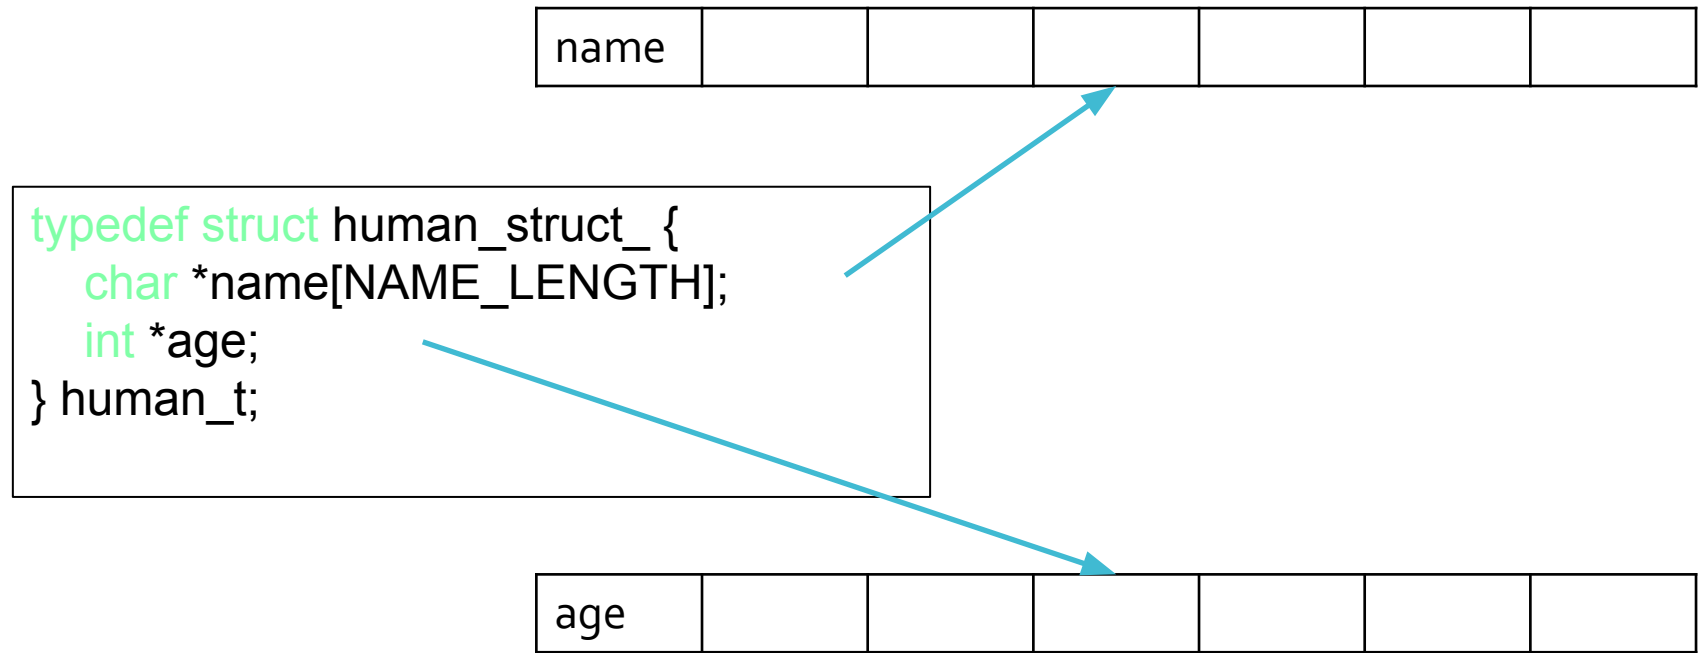 name
typedef struct human_struct_ {
char *name[NAME_LENGTH];
int *age;
} human_t;
age